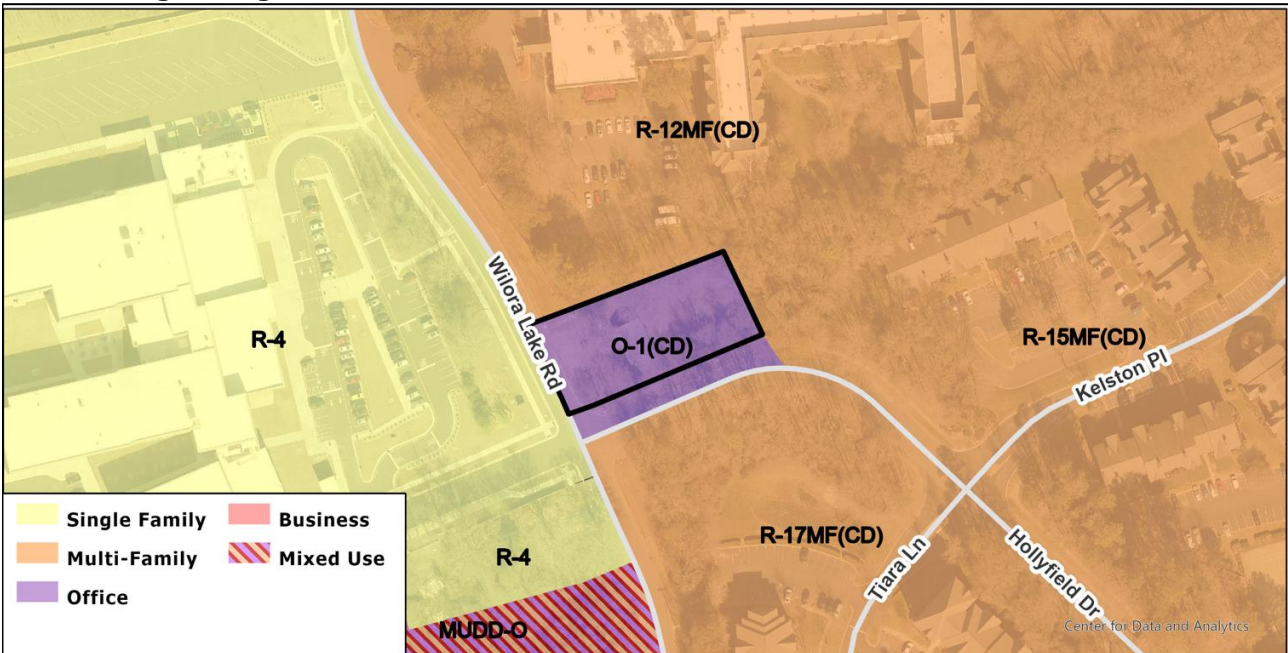 R-12MF(CD)
Wilora Lake Rd
R-4
O-1(CD)
R-15MF(CD)
Kelston Pl
R-17MF(CD)
Tiara Ln
Hollyfield Dr
R-4
MUDD-O
Single Family
Business
Multi-Family
Mixed Use
Office
Center for Data and Analytics